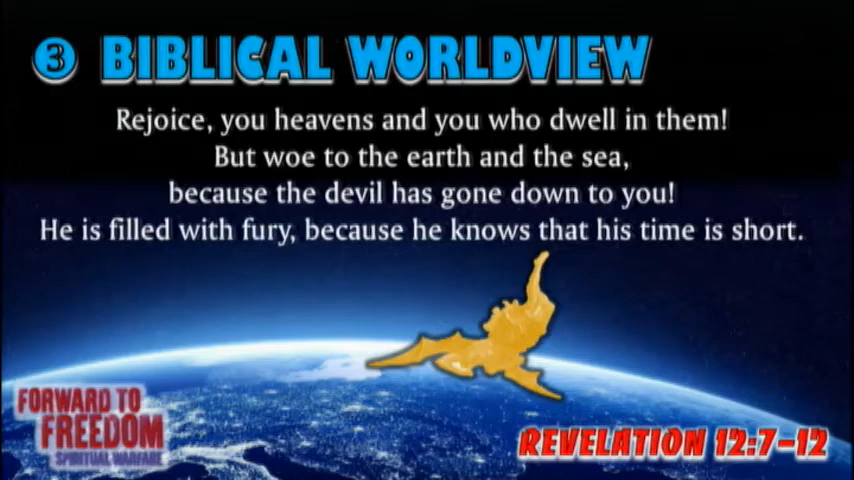 3 BIBLICAL WORLDVIEW
Rejoice, you heavens and you who dwell in them!
But woe to the earth and the sea,
because the devil has gone down to you!
He is filled with fury, because he knows that his time is short.
FORWARD TO
FREEDOM
SPIRITUAL WARFARE
REVELATION 12:7-12